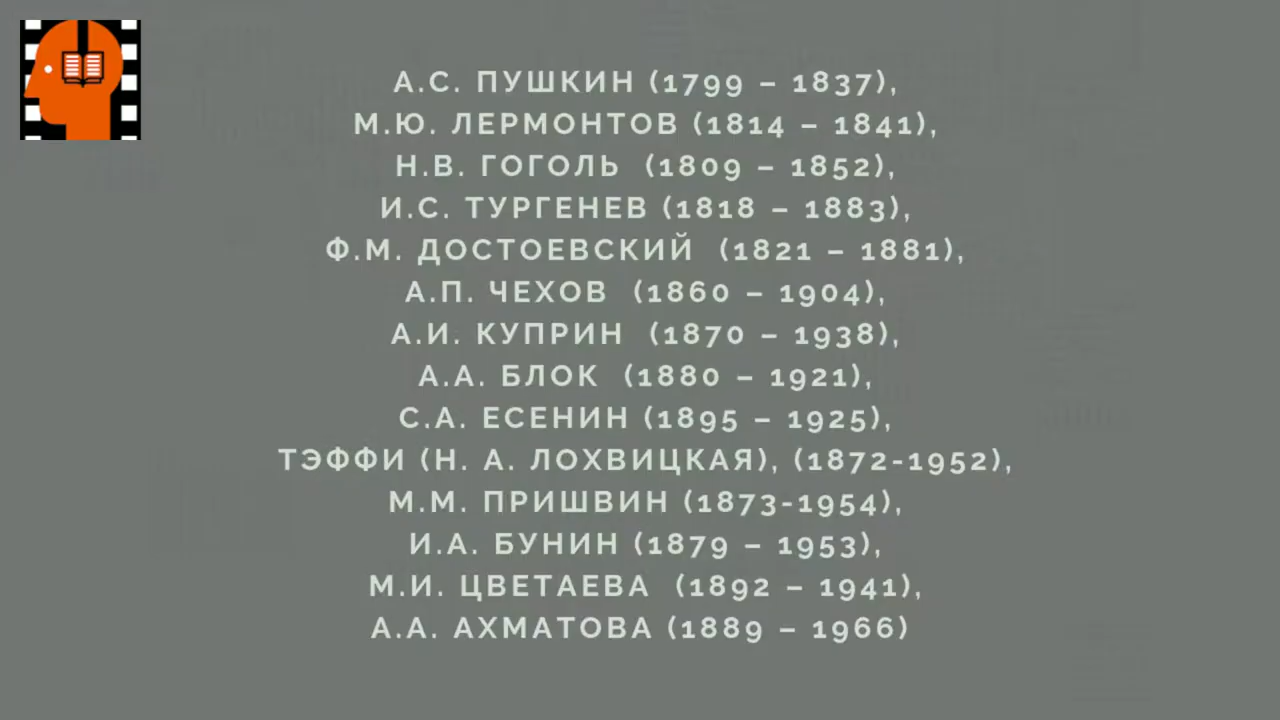 А.С. ПУШКИН (1799 – 1837),
М.Ю. ЛЕРМОНТОВ (1814 – 1841),
Н.В. ГОГОЛЬ (1809 – 1852),
И.С. ТУРГЕНЕВ (1818 – 1883),
Ф.М. ДОСТОЕВСКИЙ (1821 – 1881),
А.П. ЧЕХОВ (1860 – 1904),
А.И. КУПРИН (1870 – 1938),
А.А. БЛОК (1880 – 1921),
С.А. ЕСЕНИН (1895 – 1925),
ТЭФФИ (Н. А. ЛОХВИЦКАЯ), (1872-1952),
М.М. ПРИШВИН (1873-1954),
И.А. БУНИН (1879 – 1953),
М.И. ЦВЕТАЕВА (1892 – 1941),
А.А. АХМАТОВА (1889 – 1966)